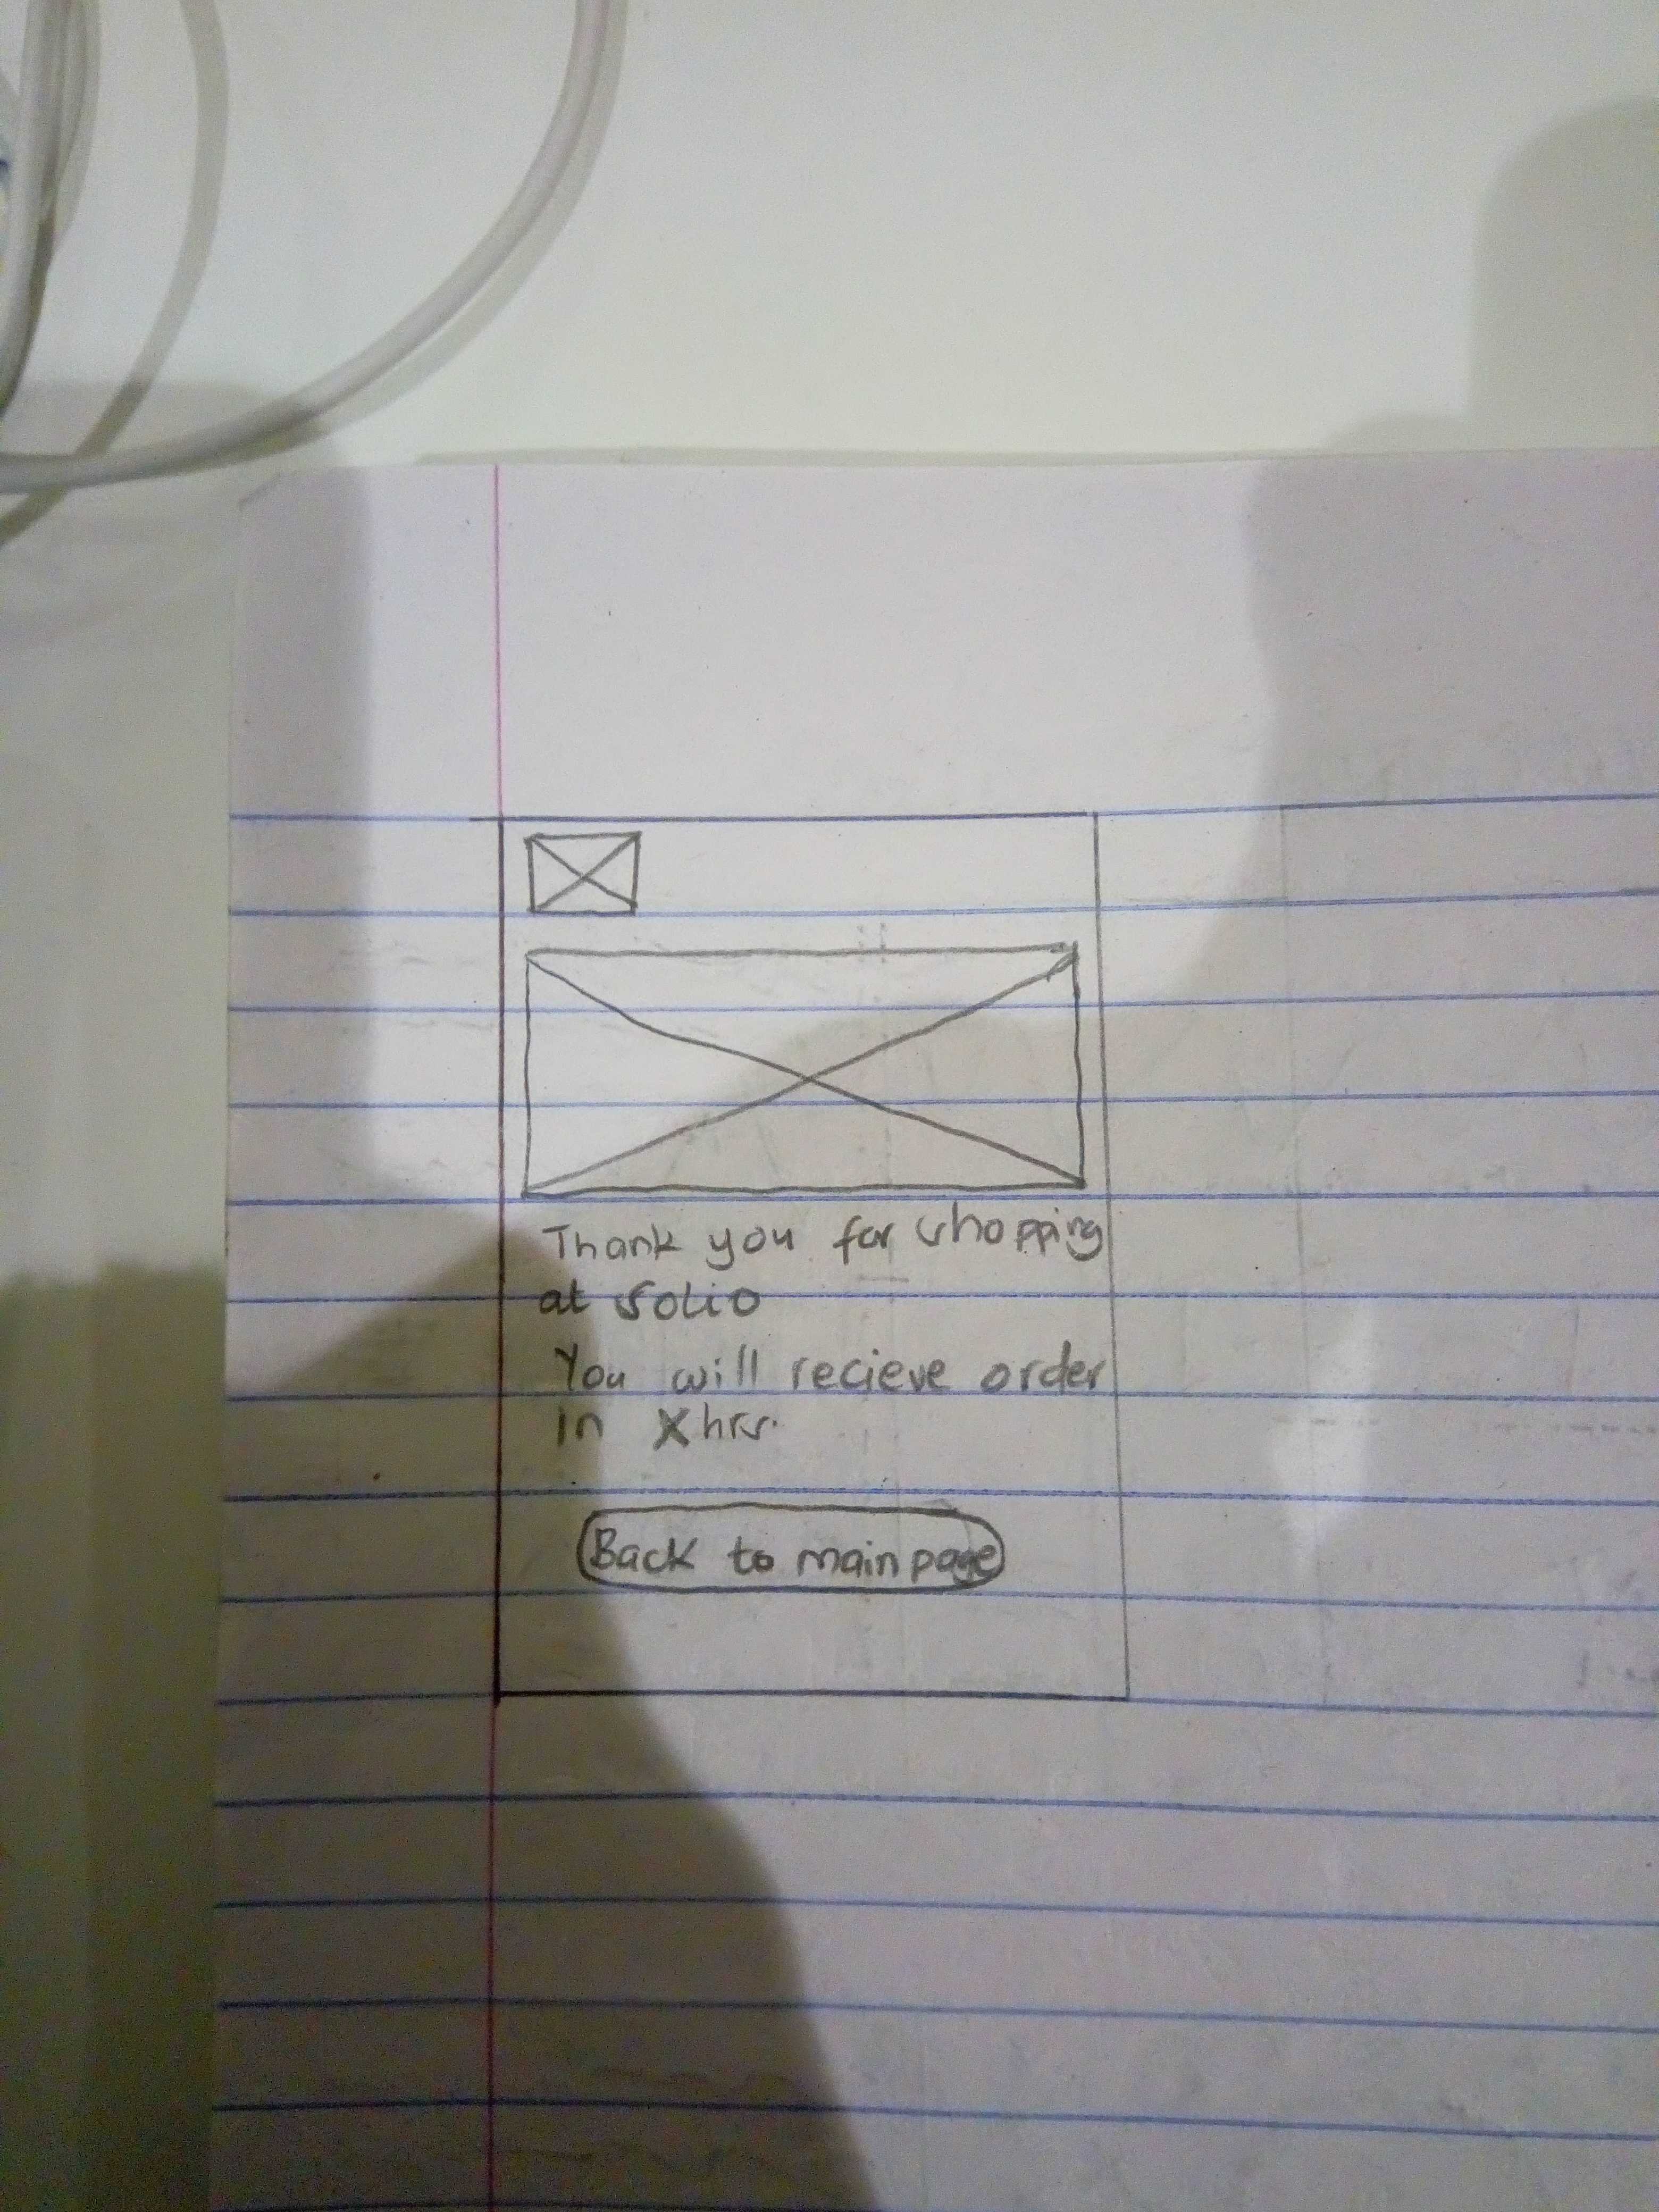 Thank you for shopping
at Solio
You will recieve order
in X hrs.
Back to main page